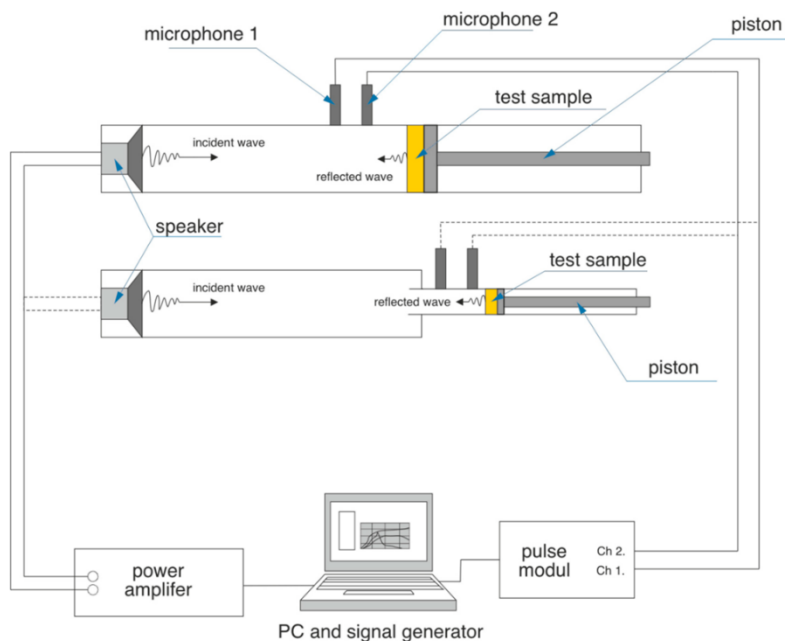 microphone 1
microphone 2
piston
test sample
incident wave
reflected wave
speaker
incident wave
reflected wave
test sample
piston
power
amplifer
pulse
modul
Ch 2.
Ch 1.
PC and signal generator